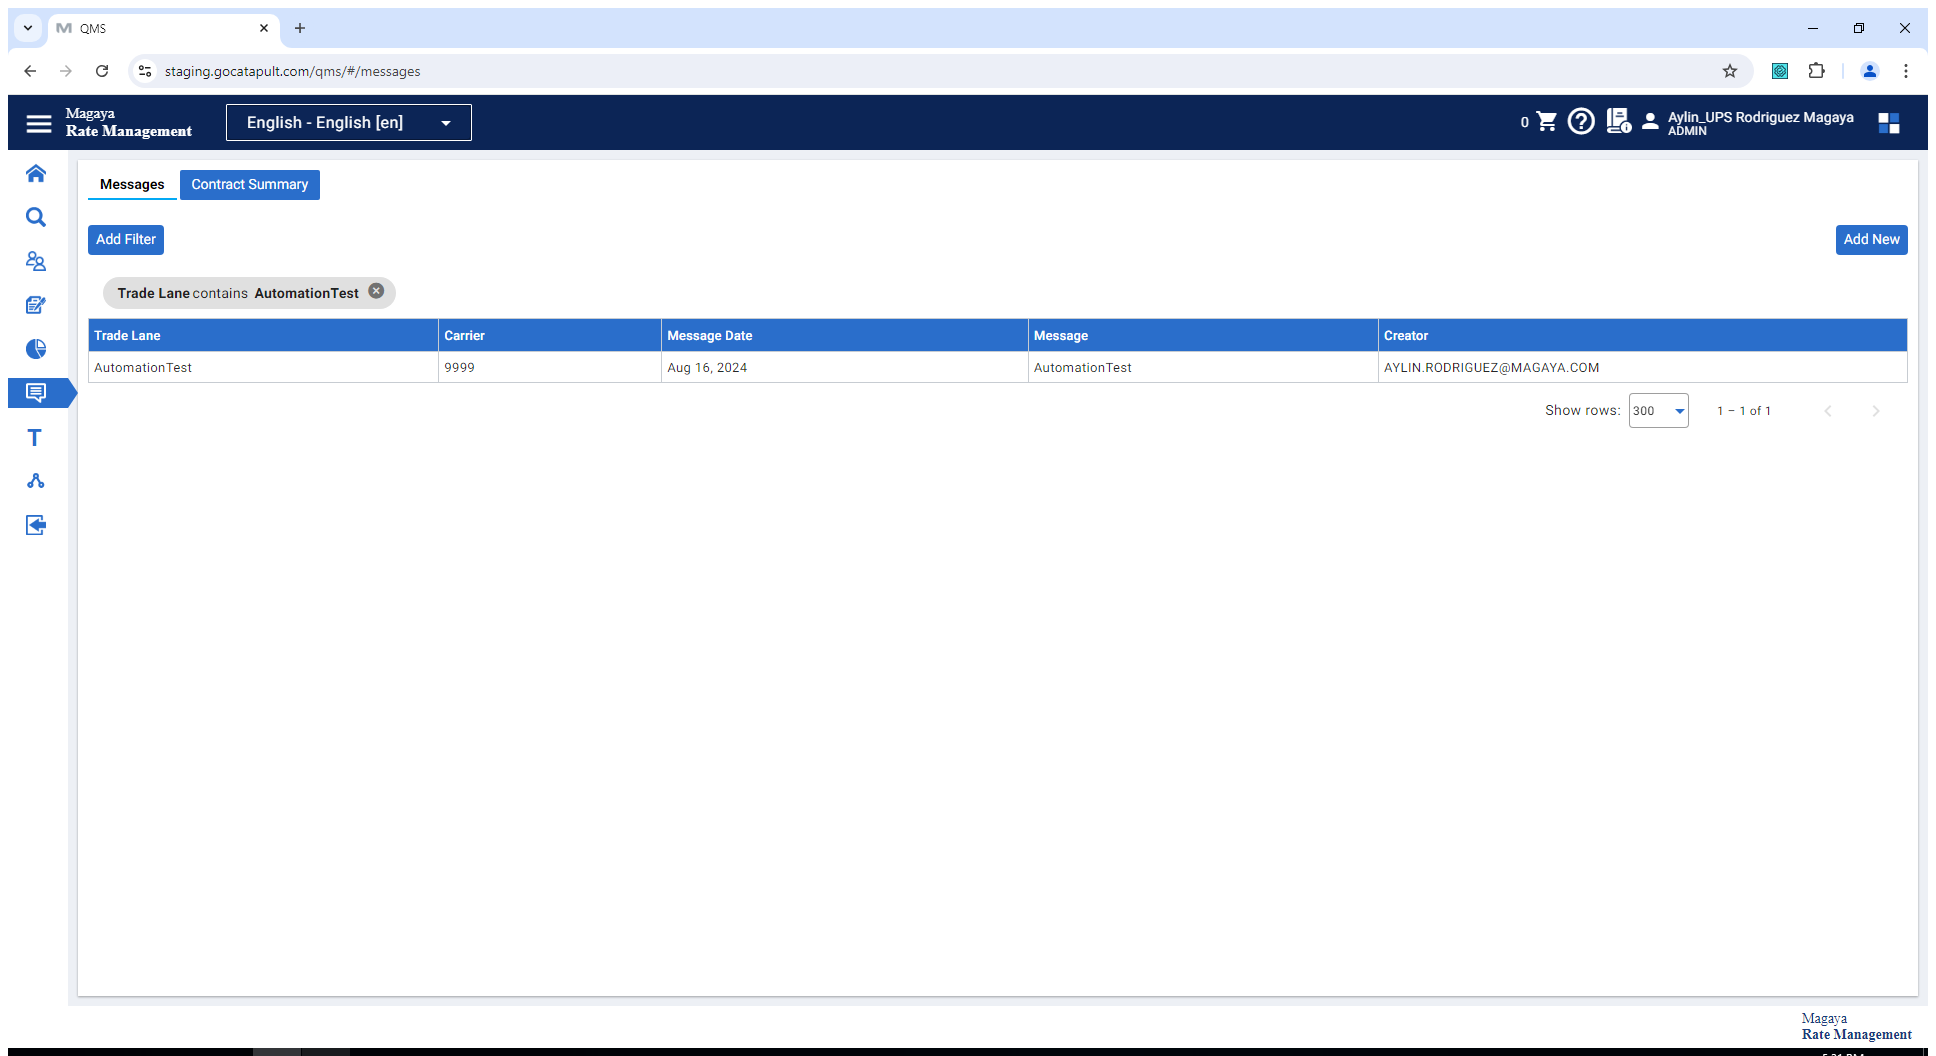 QMS
staging.gocatapult.com/qms/#/messages
Magaya
Rate Management
English - English [en]
0
Aylin_UPS Rodriguez Magaya
ADMIN
Messages
Contract Summary
Add Filter
Add New
Trade Lane contains AutomationTest
Trade Lane Carrier Message Date Message Creator
AutomationTest 9999 Aug 16, 2024 AutomationTest AYLIN.RODRIGUEZ@MAGAYA.COM
Show rows: 300 1 – 1 of 1
T
Magaya
Rate Management